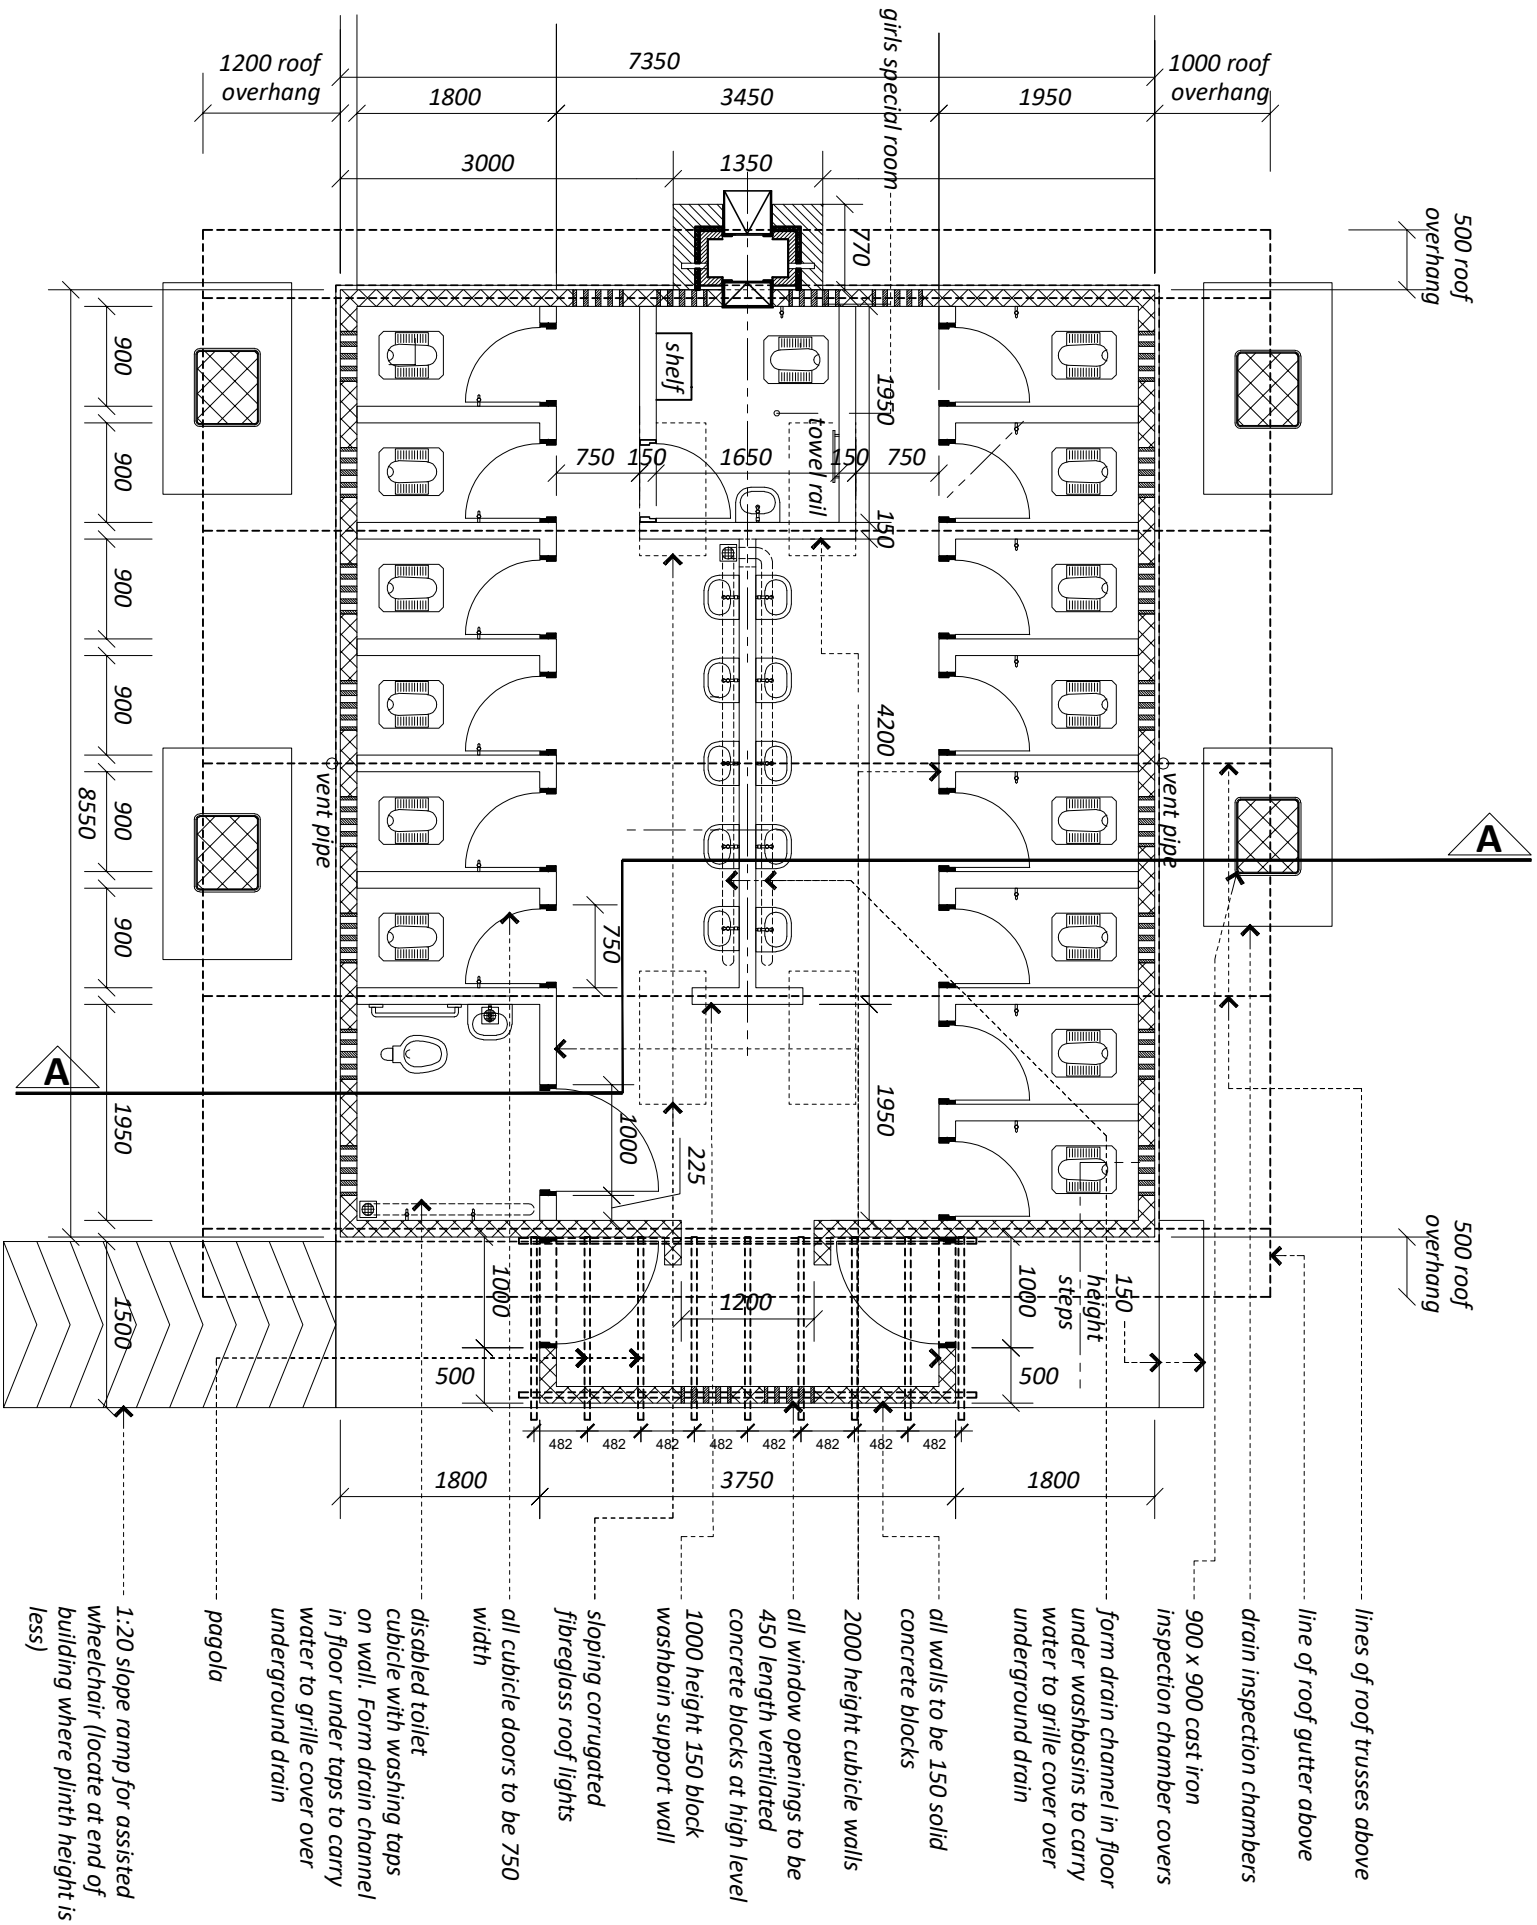 girls special room
1200 roof
overhang
7350
1000 roof
overhang
1800
3450
1950
3000
1350
500 roof
overhang
770
900
900
900
900
900
900
8550
1950
1500
shelf
1950
towel rail
750
150
1650
150
750
150
4200
vent pipe
vent pipe
A
A
750
1950
1000
225
500 roof
overhang
1000
1200
1000
150
height
steps
500
500
482
482
482
482
482
482
482
482
1800
3750
1800
lines of roof trusses above
line of roof gutter above
drain inspection chambers
900 x 900 cast iron
inspection chamber covers
form drain channel in floor
under washbasins to carry
water to grille cover over
underground drain
all walls to be 150 solid
concrete blocks
2000 height cubicle walls
all window openings to be
450 length ventilated
concrete blocks at high level
1000 height 150 block
washbain support wall
sloping corrugated
fibreglass roof lights
all cubicle doors to be 750
width
disabled toilet
cubicle with washing taps
on wall. Form drain channel
in floor under taps to carry
water to grille cover over
underground drain
pagola
1:20 slope ramp for assisted
wheelchair (locate at end of
building where plinth height is
less)